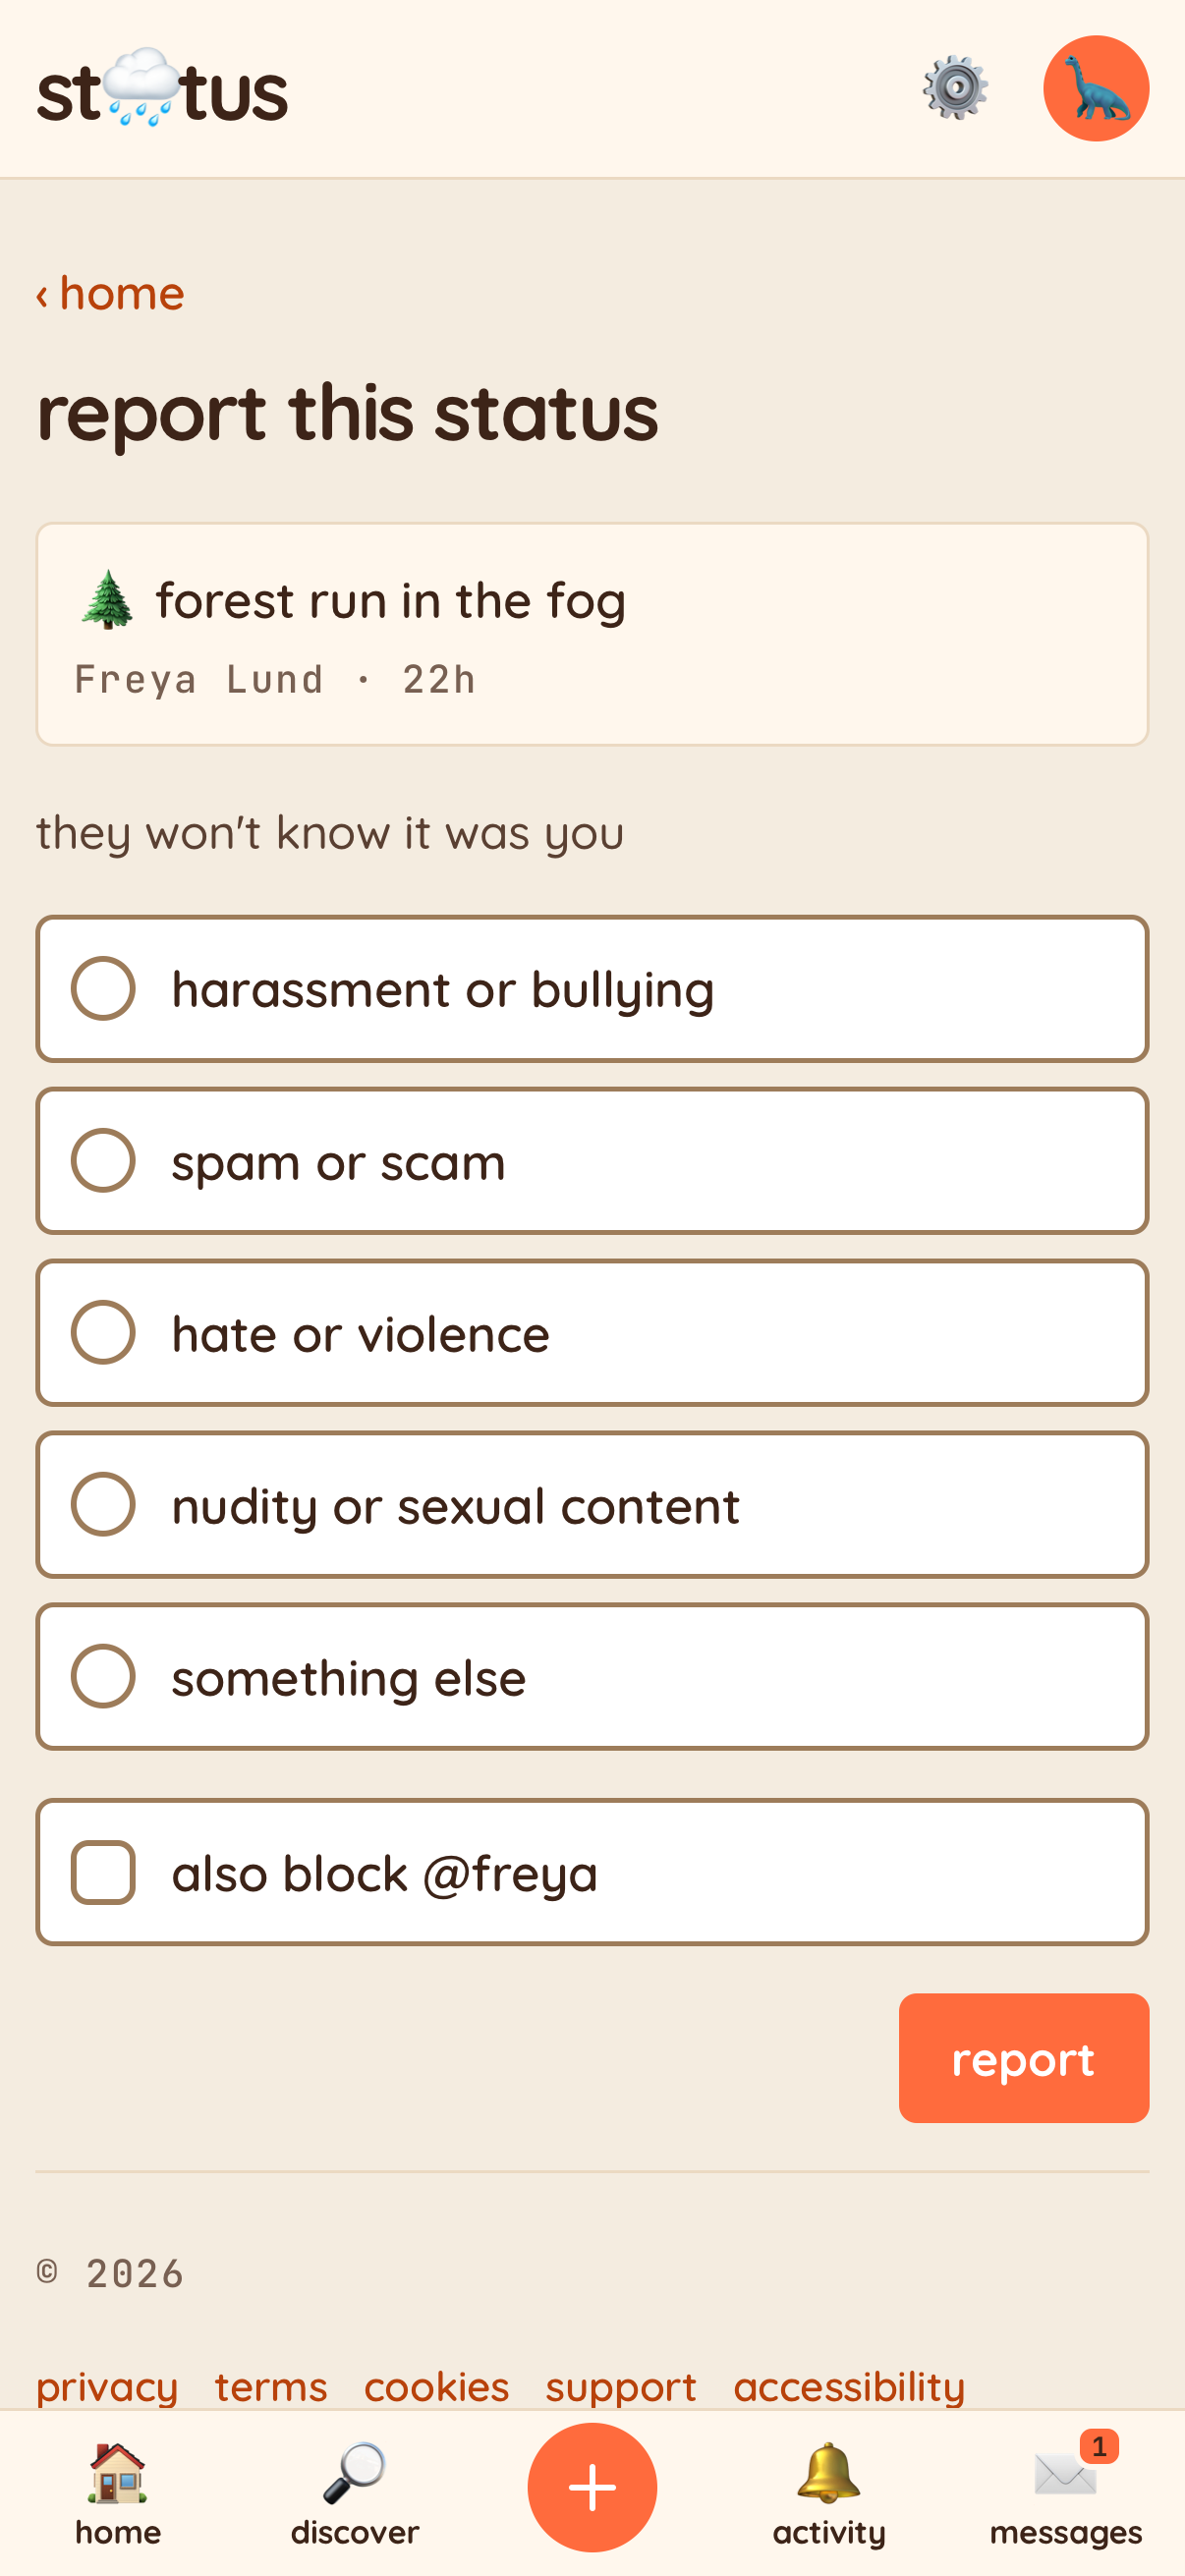 st🌧️tus
‹ home
report this status
🌲 forest run in the fog
Freya Lund · 22h
they won't know it was you
harassment or bullying
spam or scam
hate or violence
nudity or sexual content
something else
also block @freya
report
© 2026
privacy terms cookies support accessibility
1
home discover + activity messages